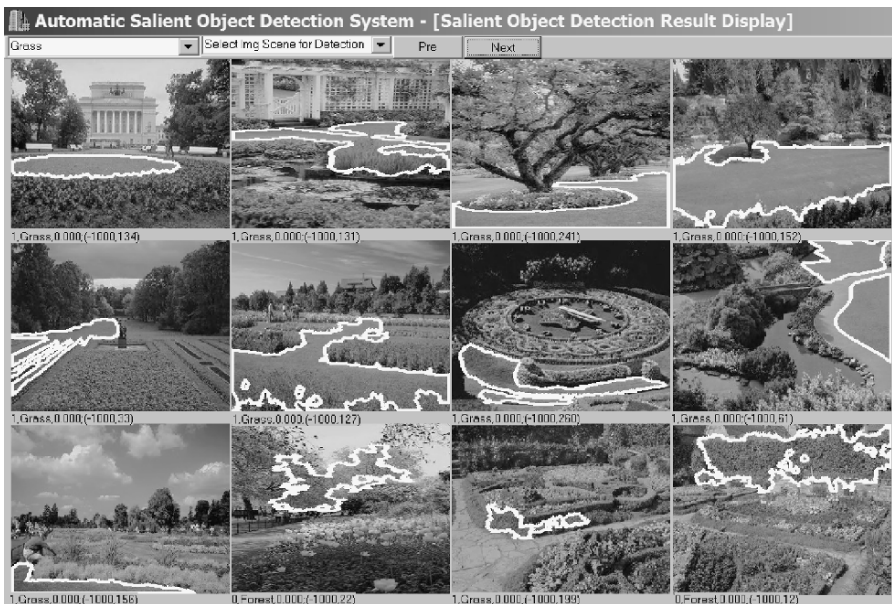 Automatic Salient Object Detection System - [Salient Object Detection Result Display]
Grass Select Img Scene for Detection Pre Next
1,Grass,0.000;(-1000,134) 1,Grass,0.000;(-1000,131) 1,Grass,0.000;(-1000,241) 1,Grass,0.000;(-1000,152)
1,Grass,0.000;(-1000,33) 1,Grass,0.000;(-1000,127) 1,Grass,0.000;(-1000,260) 1,Grass,0.000;(-1000,61)
1,Grass,0.000;(-1000,156) 0,Forest,0.000;(-1000,22) 1,Grass,0.000;(-1000,199) 0,Forest,0.000;(-1000,12)